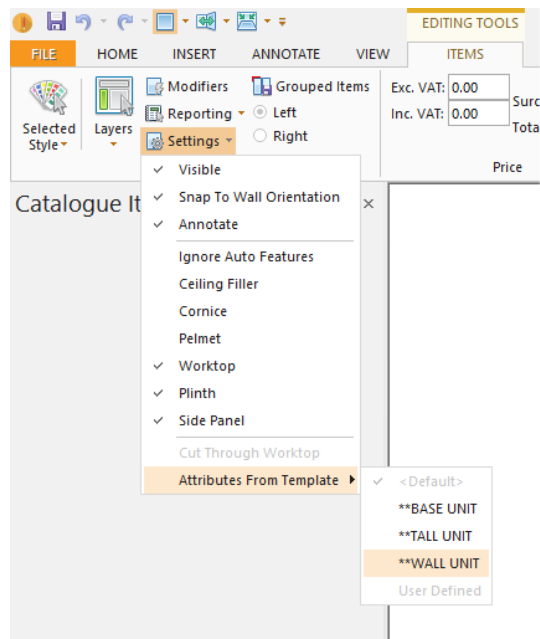 EDITING TOOLS
FILE HOME INSERT ANNOTATE VIEW ITEMS
Selected
Style
Layers
Modifiers
Reporting
Settings
Grouped Items
Left
Right
Exc. VAT: 0.00
Inc. VAT: 0.00
Surc
Tota
Price
Catalogue It
Visible
Snap To Wall Orientation
Annotate
Ignore Auto Features
Ceiling Filler
Cornice
Pelmet
Worktop
Plinth
Side Panel
Cut Through Worktop
Attributes From Template
<Default>
**BASE UNIT
**TALL UNIT
**WALL UNIT
User Defined